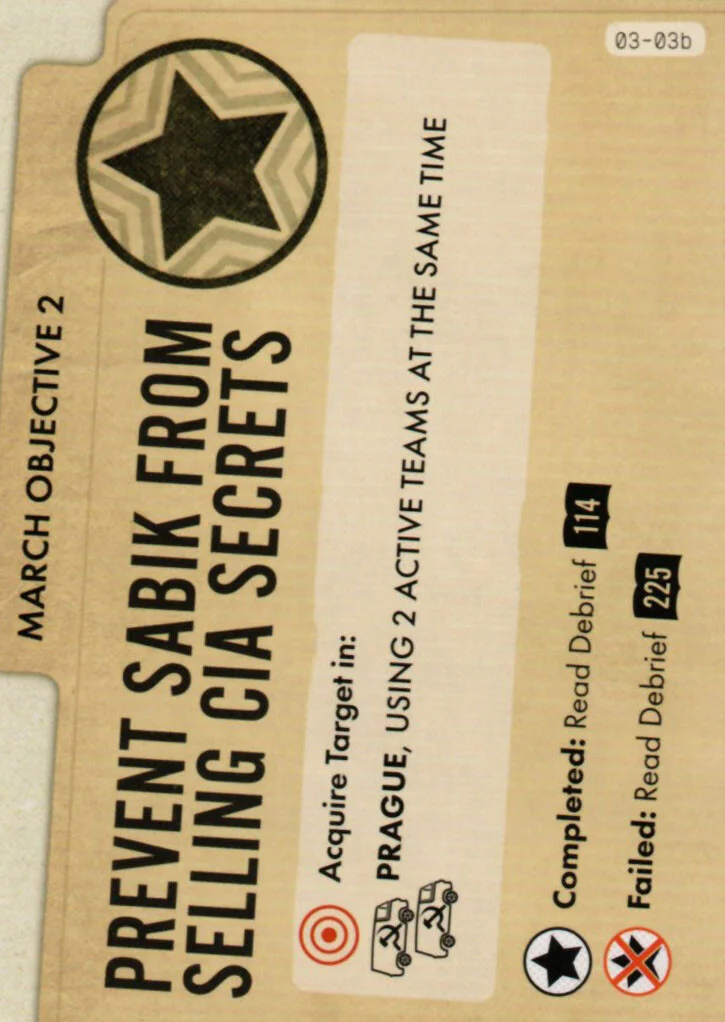 MARCH OBJECTIVE 2
03-03b
PREVENT SABIK FROM
SELLING CIA SECRETS
Acquire Target in:
PRAGUE, USING 2 ACTIVE TEAMS AT THE SAME TIME
Completed: Read Debrief 114
Failed: Read Debrief 225